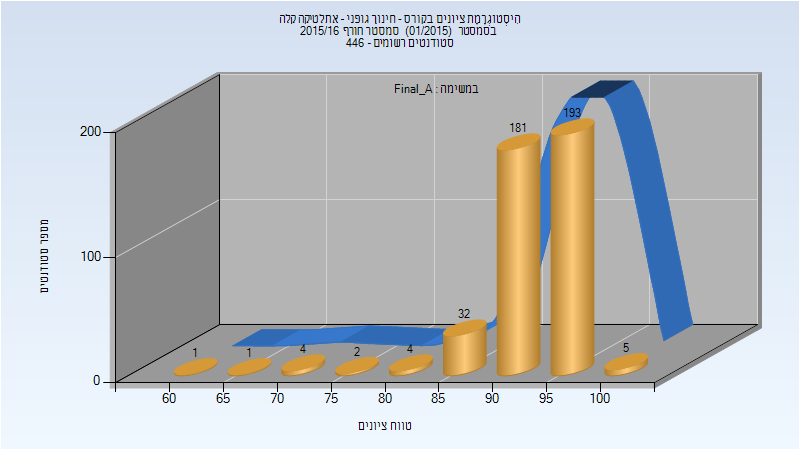 היסטוגרמת ציונים בקורס - חינוך גופני - אתלטיקה קלה
בסמסטר (01/2015) סמסטר חורף 2015/16
סטודנטים רשומים - 446
במשימה : Final_A
מספר סטודנטים
200
100
0
1
1
4
2
4
32
181
193
5
60 65 70 75 80 85 90 95 100
טווח ציונים